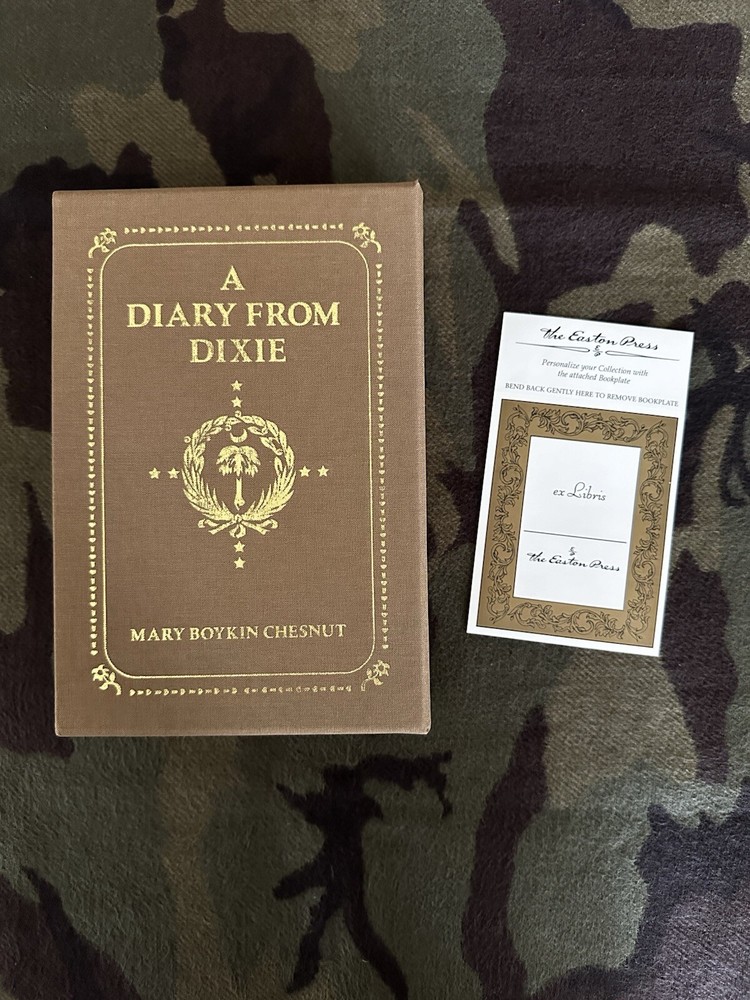 A
DIARY FROM
DIXIE
MARY BOYKIN CHESNUT
The Easton Press
Personalize your Collection with
the attached Bookplate
BEND BACK GENTLY HERE TO REMOVE BOOKPLATE
ex Libris
The Easton Press